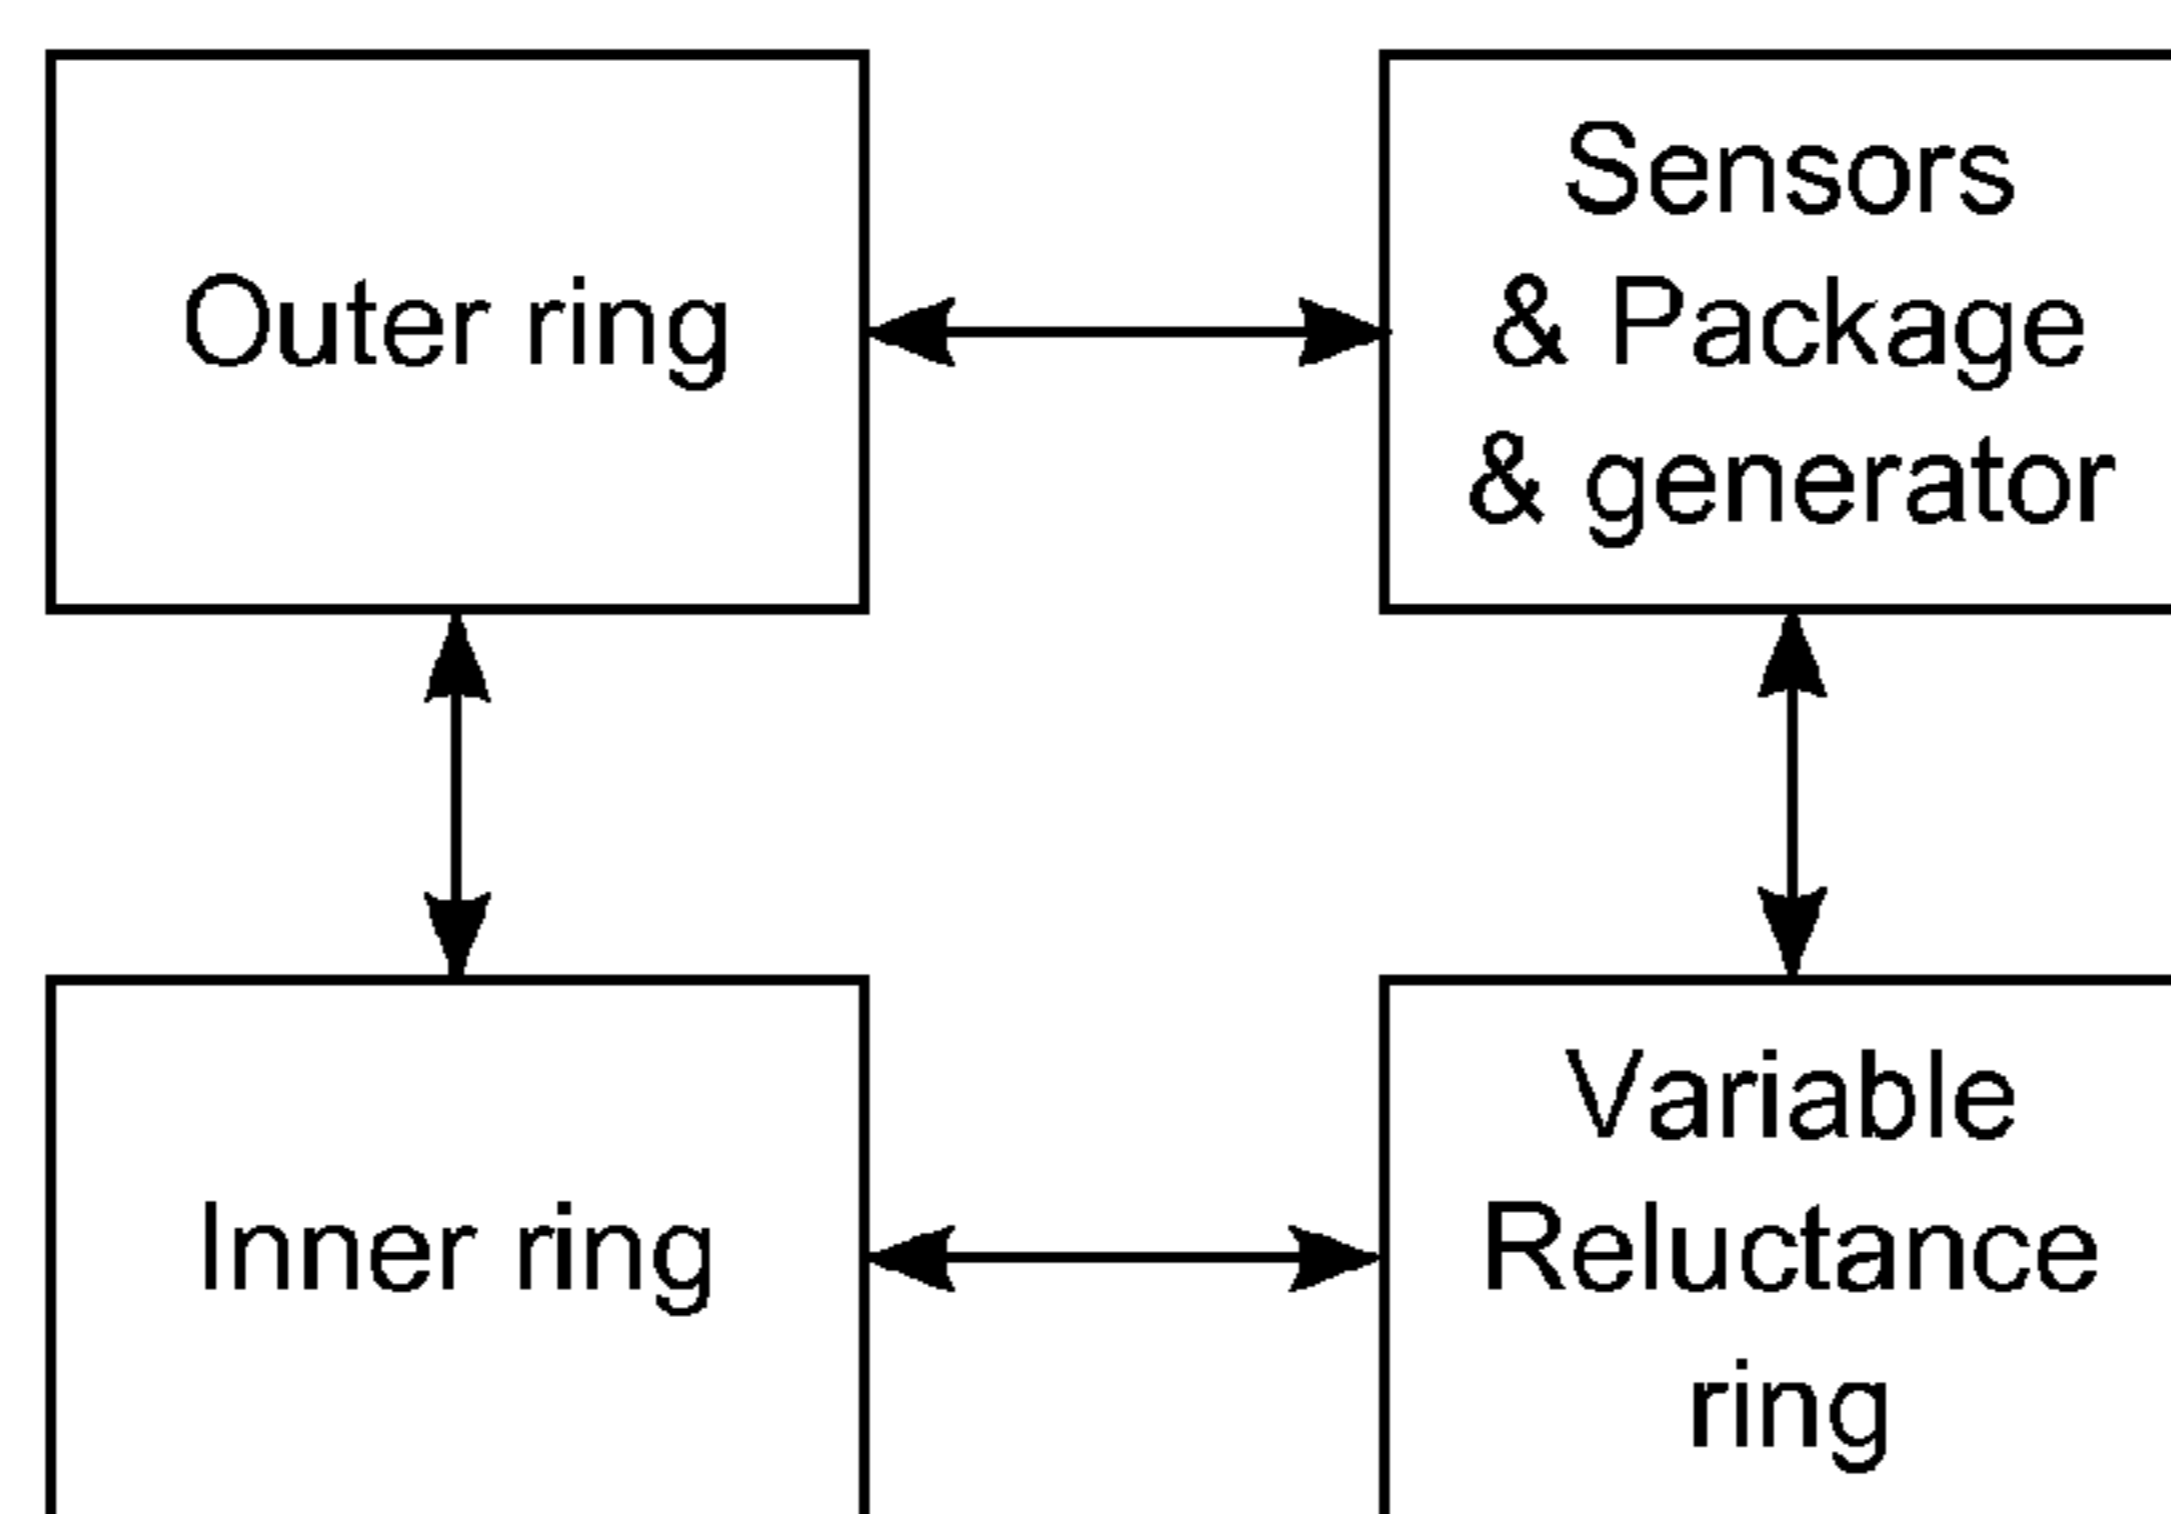 Outer ring
Sensors
& Package
& generator
Inner ring
Variable
Reluctance
ring